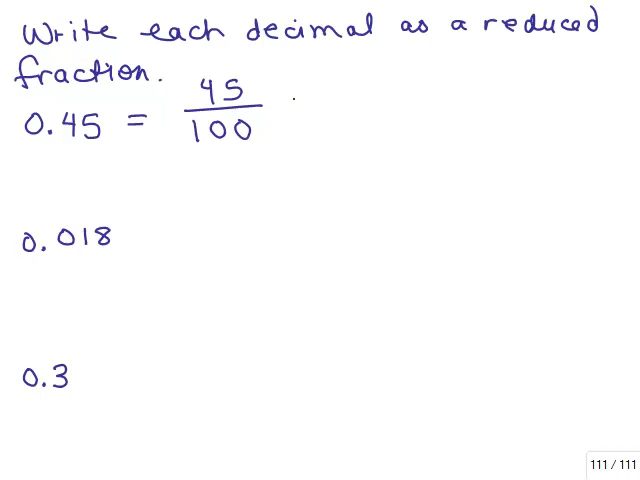 Write each decimal as a reduced
fraction.
0.45 = 45/100
0.018
0.3
111 / 111